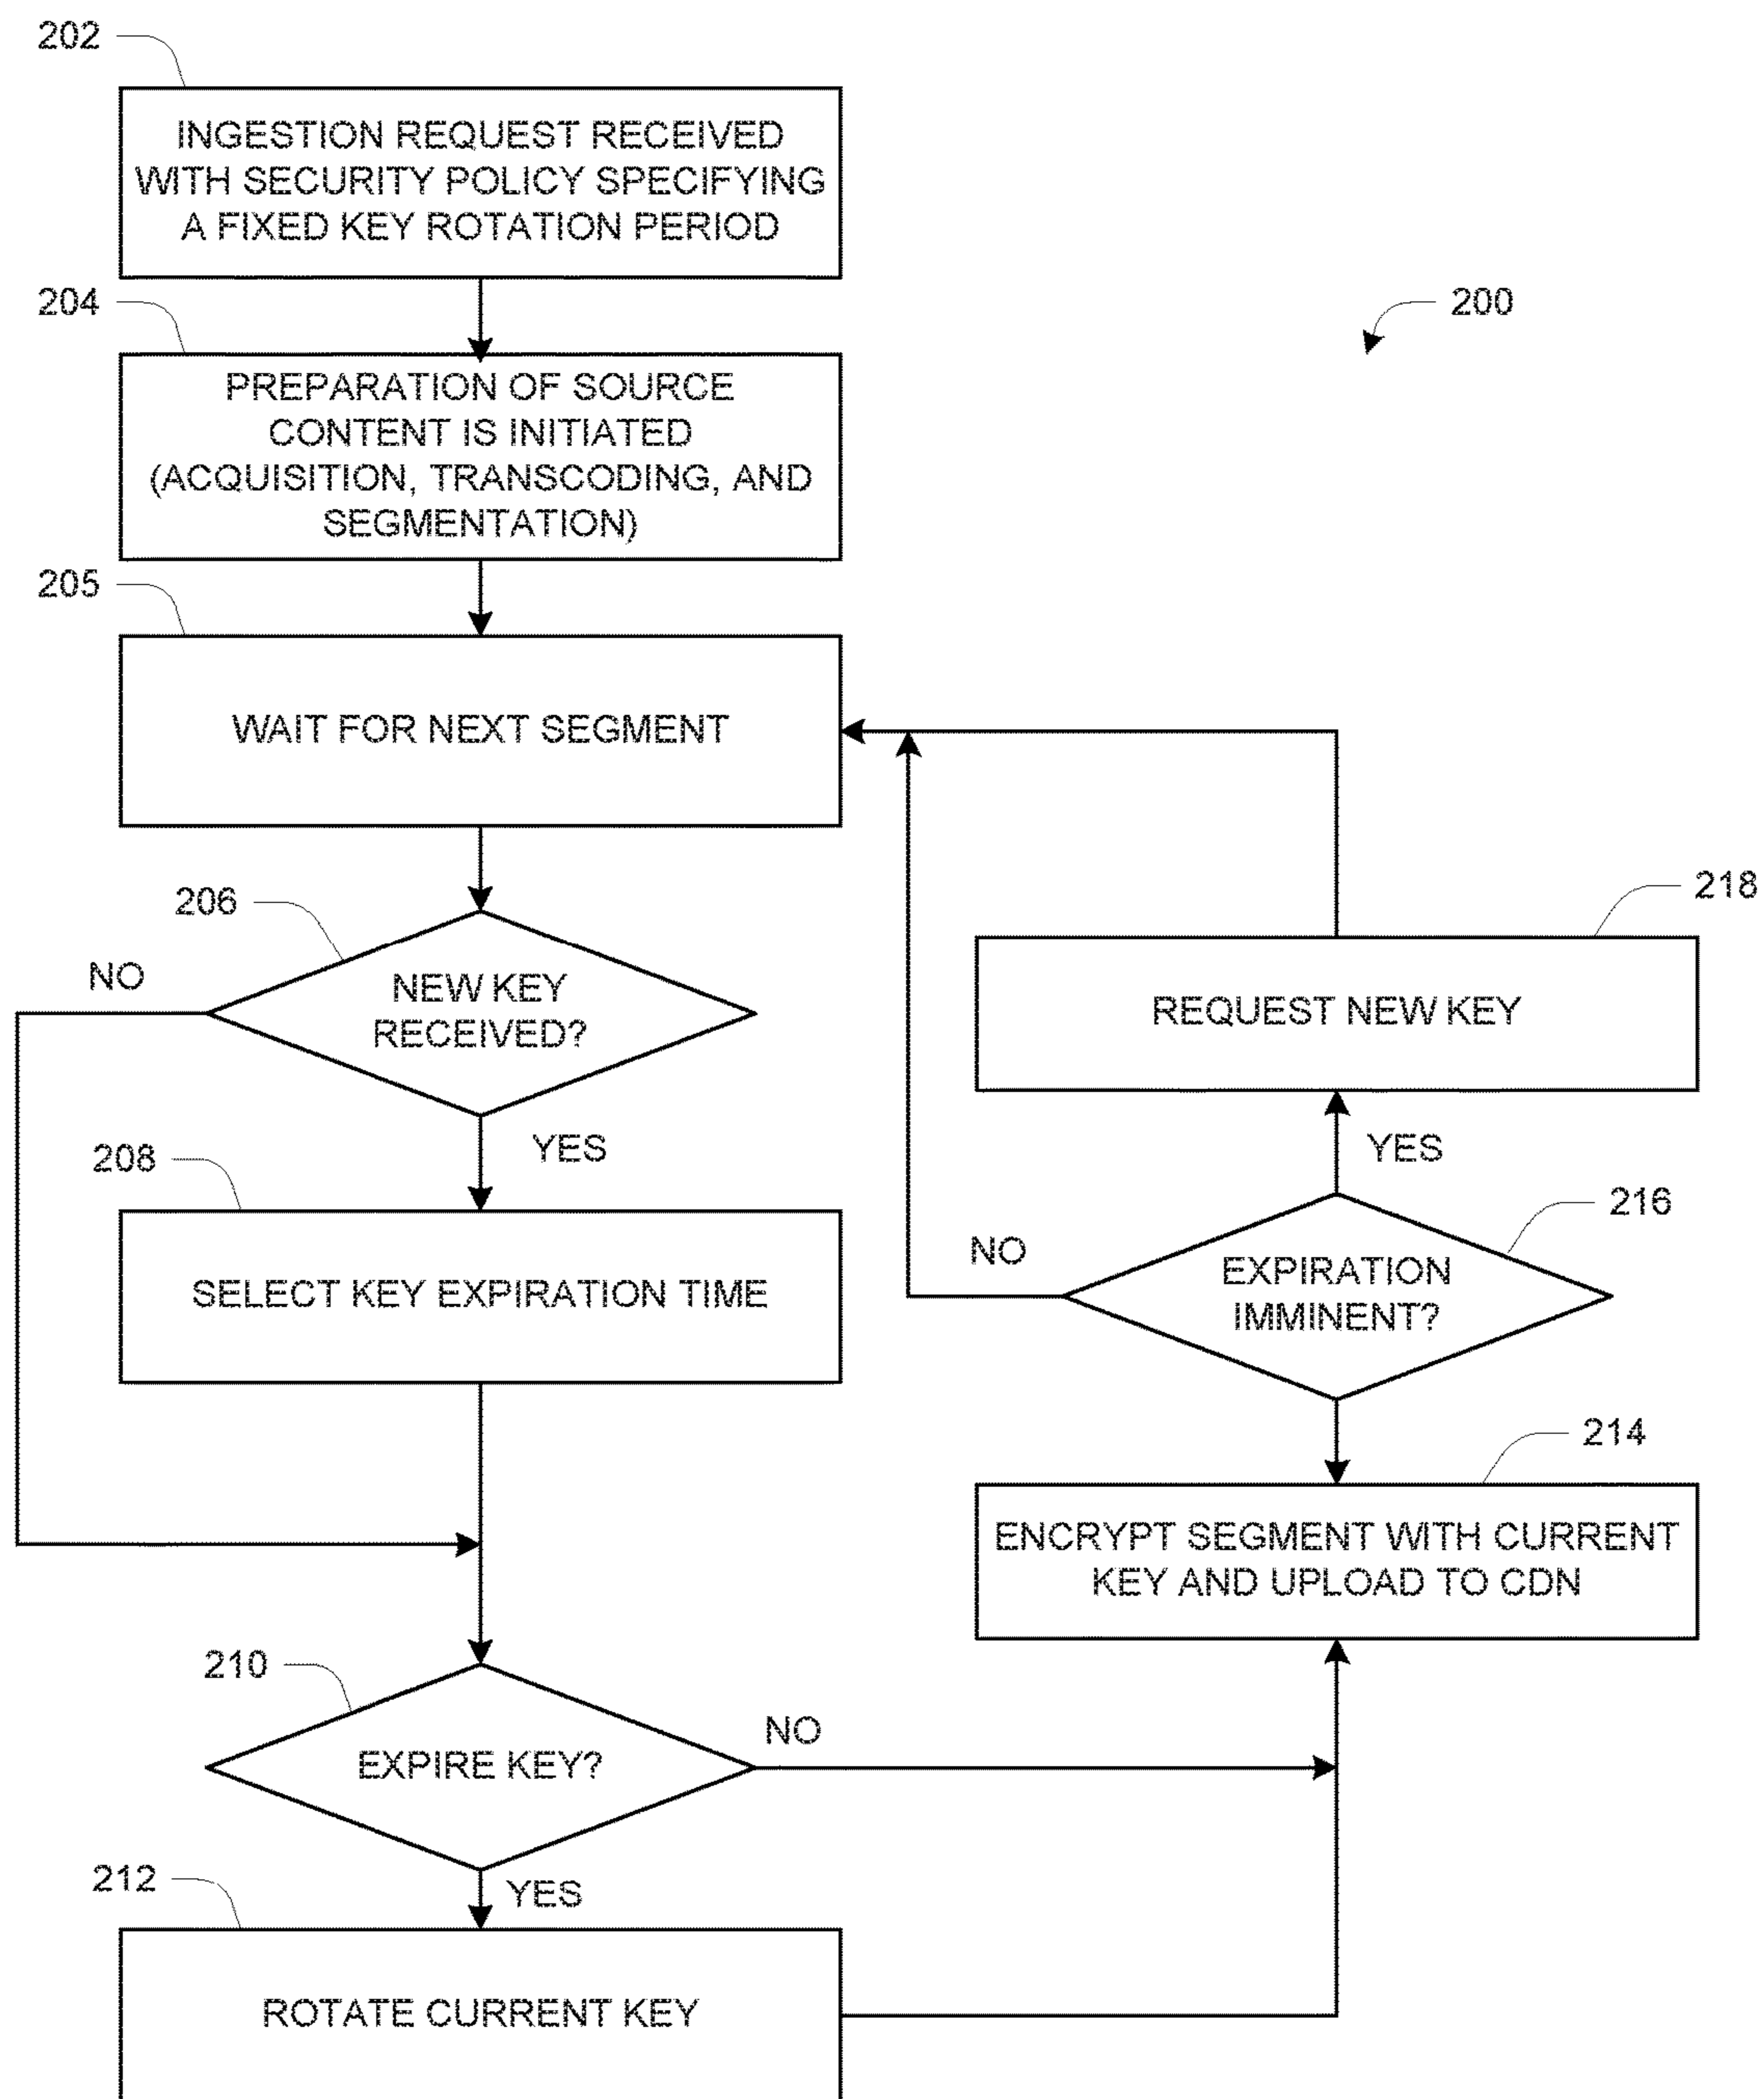 202
INGESTION REQUEST RECEIVED
WITH SECURITY POLICY SPECIFYING
A FIXED KEY ROTATION PERIOD
204
200
PREPARATION OF SOURCE
CONTENT IS INITIATED
(ACQUISITION, TRANSCODING, AND
SEGMENTATION)
205
WAIT FOR NEXT SEGMENT
206
218
NO
NEW KEY
RECEIVED?
REQUEST NEW KEY
YES
YES
208
216
NO
SELECT KEY EXPIRATION TIME
EXPIRATION
IMMINENT?
214
ENCRYPT SEGMENT WITH CURRENT
KEY AND UPLOAD TO CDN
210
NO
EXPIRE KEY?
212
YES
ROTATE CURRENT KEY